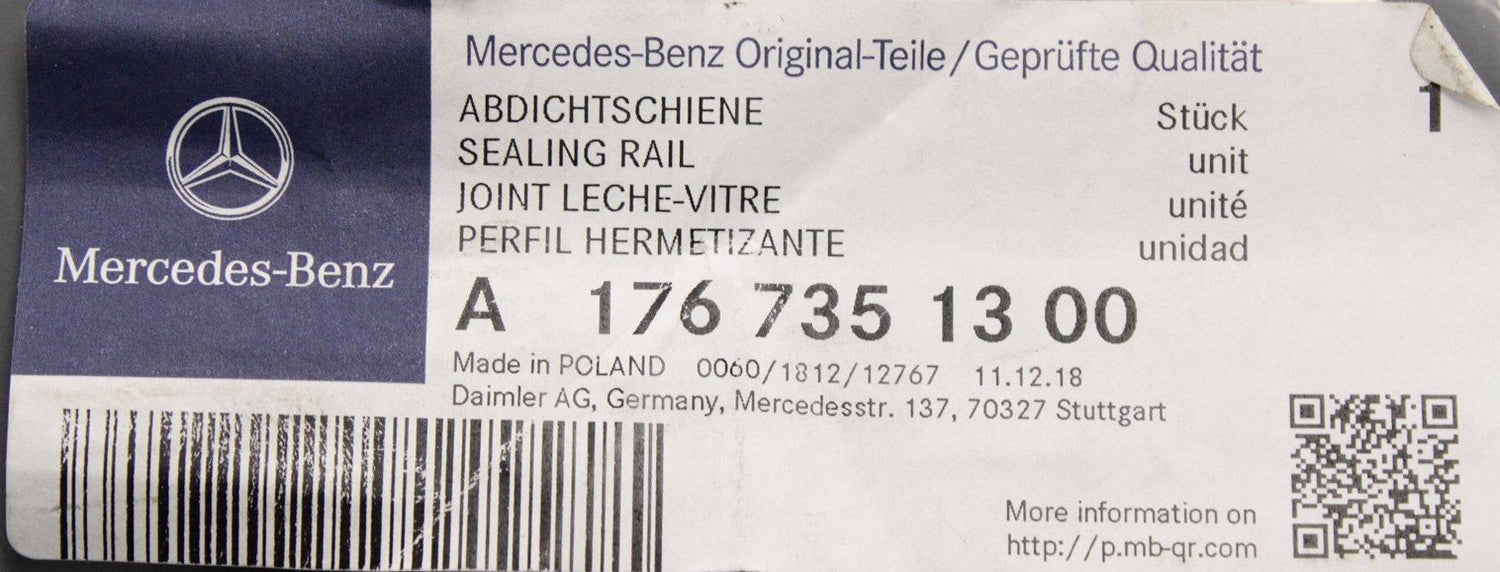 Mercedes-Benz
Mercedes-Benz Original-Teile/Geprüfte Qualität
ABDICHTSCHIENE Stück 1
SEALING RAIL unit
JOINT LECHE-VITRE unité
PERFIL HERMETIZANTE unidad
A 176 735 13 00
Made in POLAND 0060/1812/12767 11.12.18
Daimler AG, Germany, Mercedesstr. 137, 70327 Stuttgart
More information on
http://p.mb-qr.com